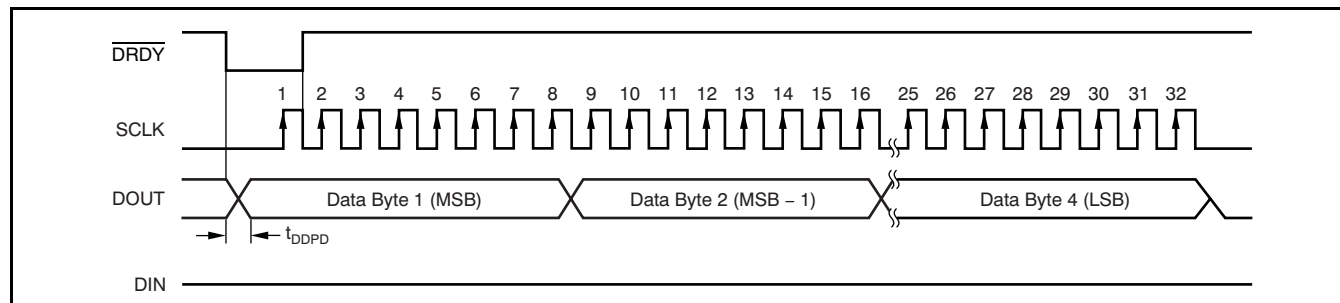 DRDY
1 2 3 4 5 6 7 8 9 10 11 12 13 14 15 16 25 26 27 28 29 30 31 32
SCLK
DOUT Data Byte 1 (MSB) Data Byte 2 (MSB − 1) Data Byte 4 (LSB)
tDDPD
DIN